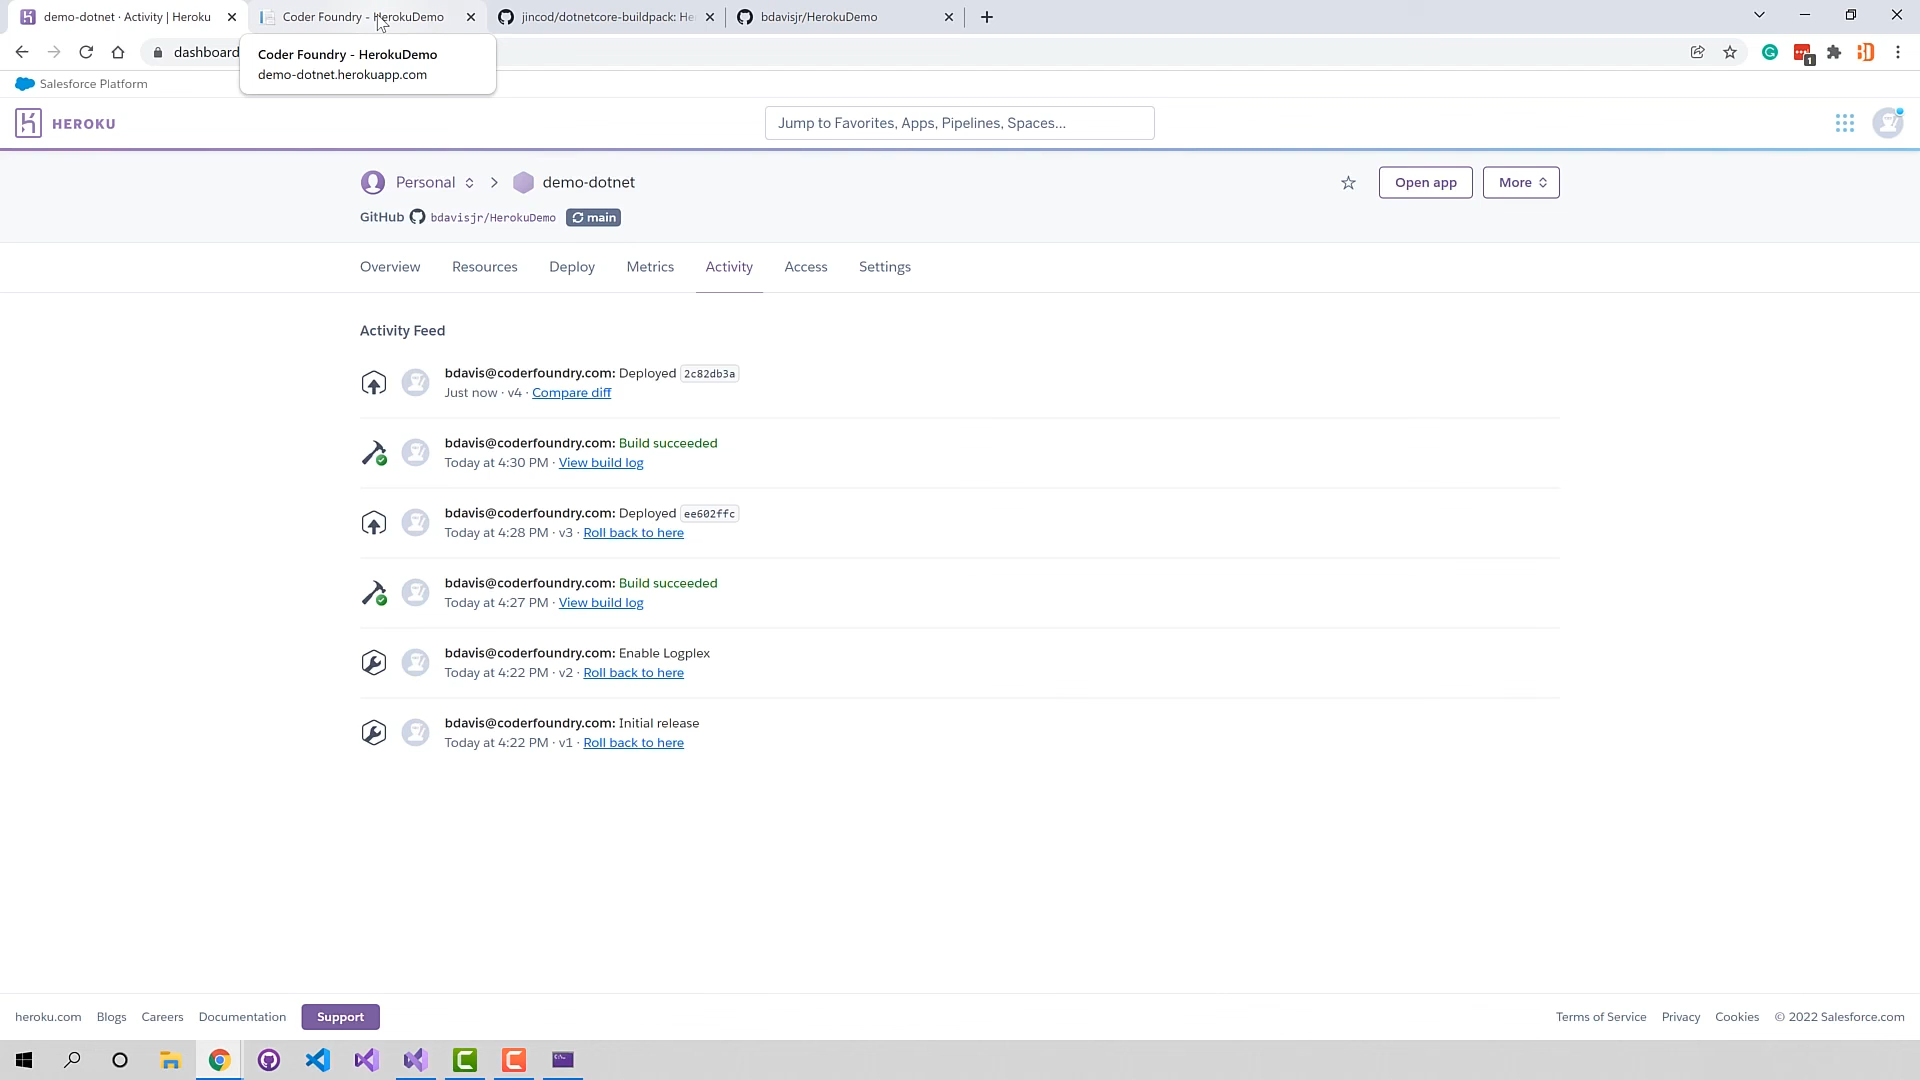 demo-dotnet · Activity | Heroku
Coder Foundry - HerokuDemo
jincod/dotnetcore-buildpack: He
bdavisjr/HerokuDemo
dashboard
1
Coder Foundry - HerokuDemo
demo-dotnet.herokuapp.com
Salesforce Platform
HEROKU
Jump to Favorites, Apps, Pipelines, Spaces...
Personal
demo-dotnet
Open app
More
GitHub bdavisjr/HerokuDemo main
Overview Resources Deploy Metrics Activity Access Settings
Activity Feed
bdavis@coderfoundry.com: Deployed 2c82db3a
Just now · v4 · Compare diff
bdavis@coderfoundry.com: Build succeeded
Today at 4:30 PM · View build log
bdavis@coderfoundry.com: Deployed ee602ffc
Today at 4:28 PM · v3 · Roll back to here
bdavis@coderfoundry.com: Build succeeded
Today at 4:27 PM · View build log
bdavis@coderfoundry.com: Enable Logplex
Today at 4:22 PM · v2 · Roll back to here
bdavis@coderfoundry.com: Initial release
Today at 4:22 PM · v1 · Roll back to here
heroku.com Blogs Careers Documentation Support
Terms of Service Privacy Cookies © 2022 Salesforce.com